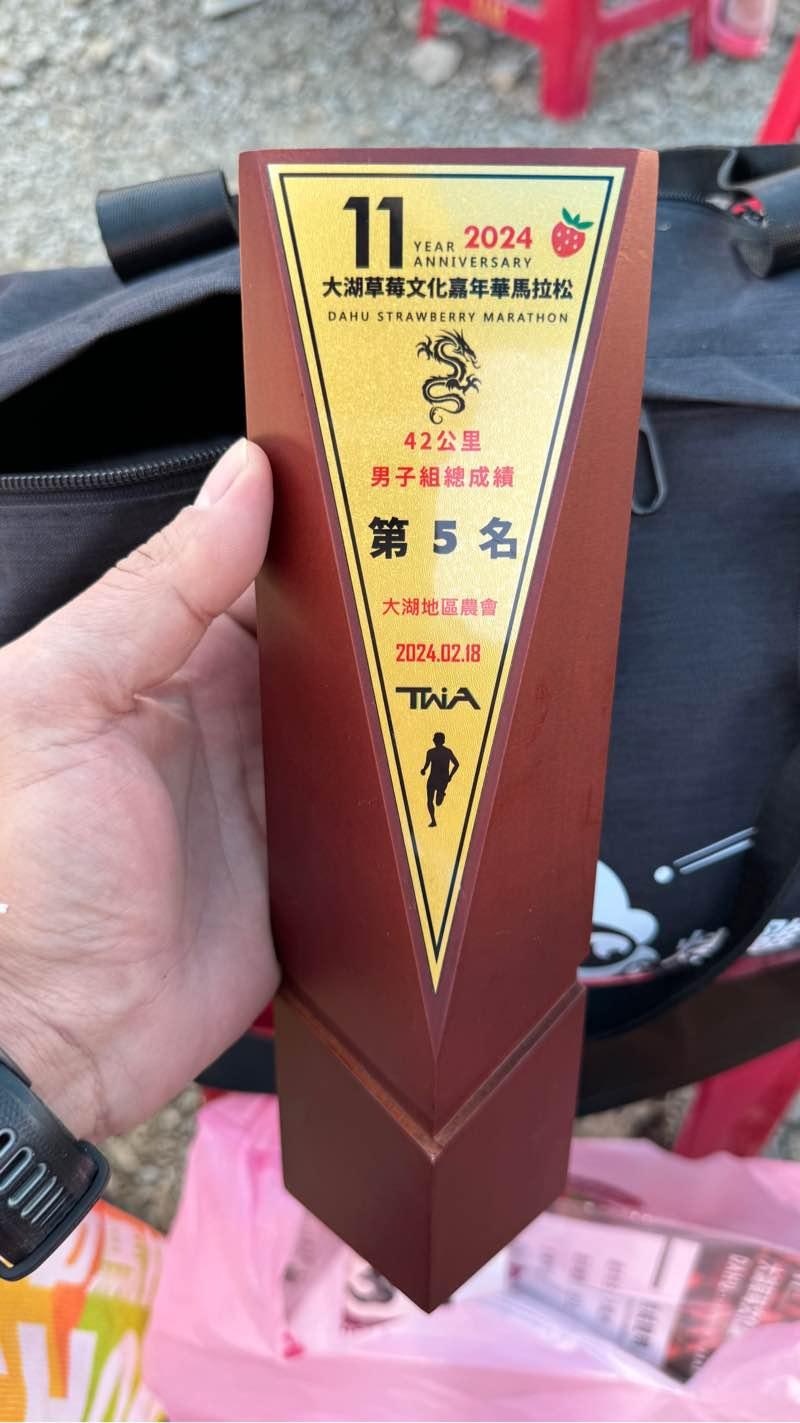 11 YEAR 2024
ANNIVERSARY
大湖草莓文化嘉年華馬拉松
DAHU STRAWBERRY MARATHON
42公里
男子組總成績
第 5 名
大湖地區農會
2024.02.18
TWiA